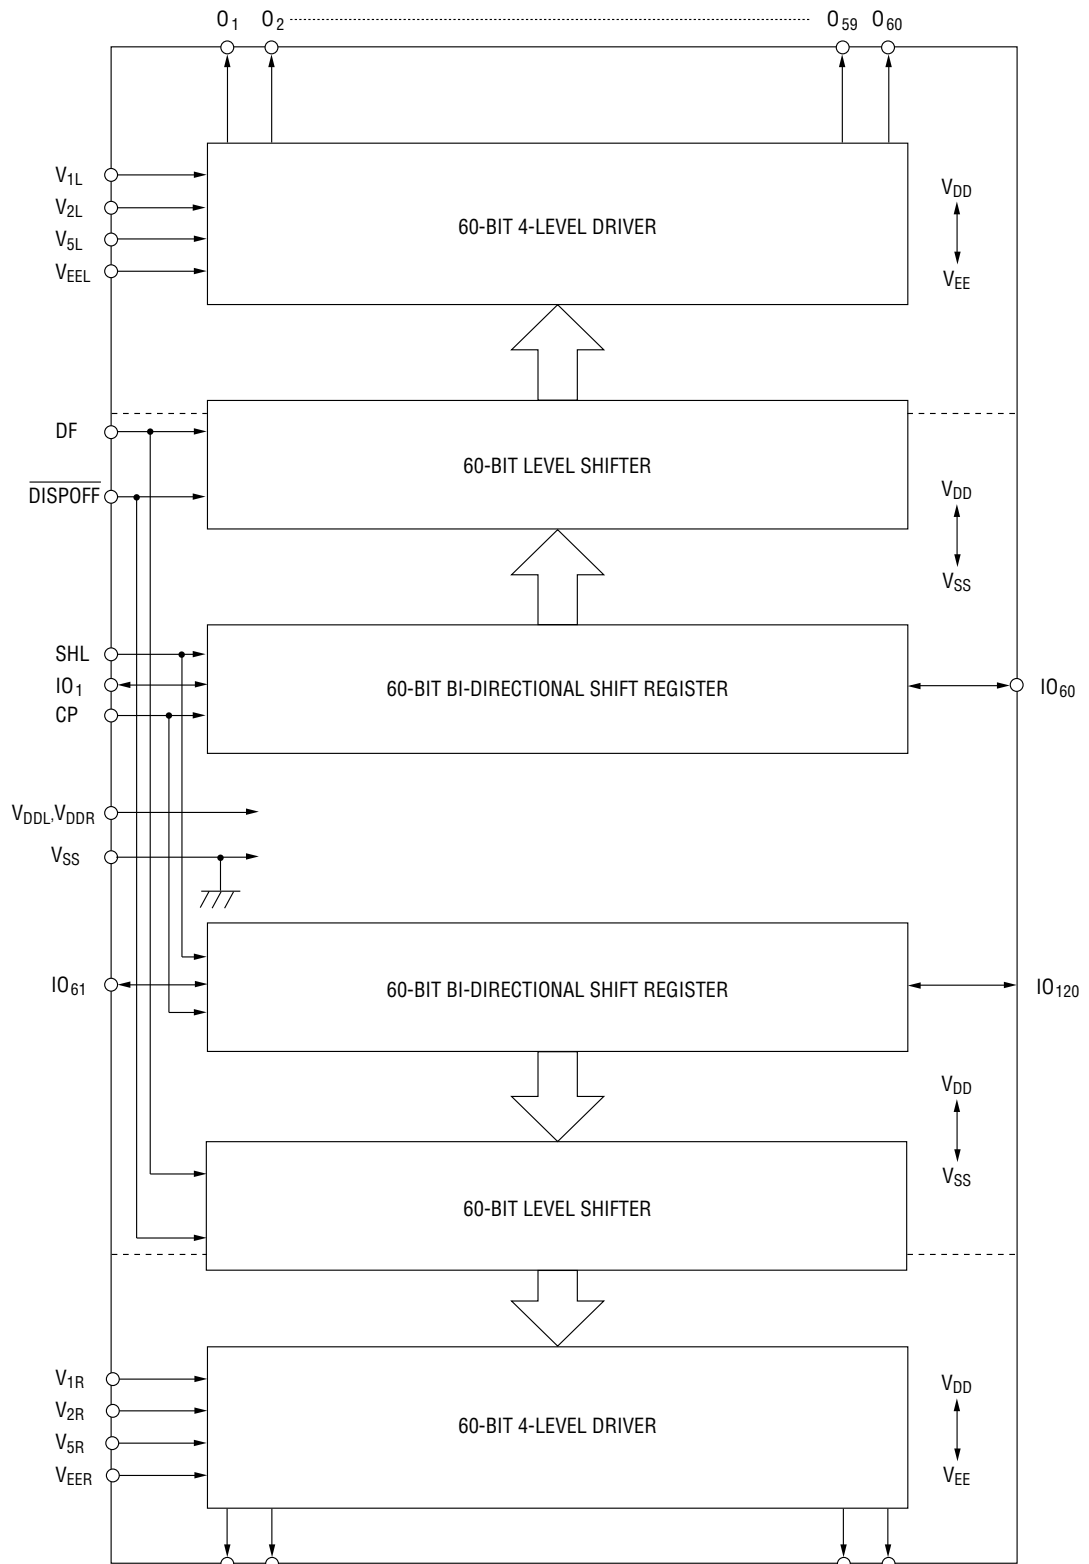 O1 O2 O59 O60
V1L
V2L
V5L
VEEL
60-BIT 4-LEVEL DRIVER
VDD
VEE
DF
DISPOFF
60-BIT LEVEL SHIFTER
VDD
VSS
SHL
IO1
CP
60-BIT BI-DIRECTIONAL SHIFT REGISTER
IO60
VDDL,VDDR
VSS
IO61
60-BIT BI-DIRECTIONAL SHIFT REGISTER
IO120
VDD
VSS
60-BIT LEVEL SHIFTER
V1R
V2R
V5R
VEER
60-BIT 4-LEVEL DRIVER
VDD
VEE